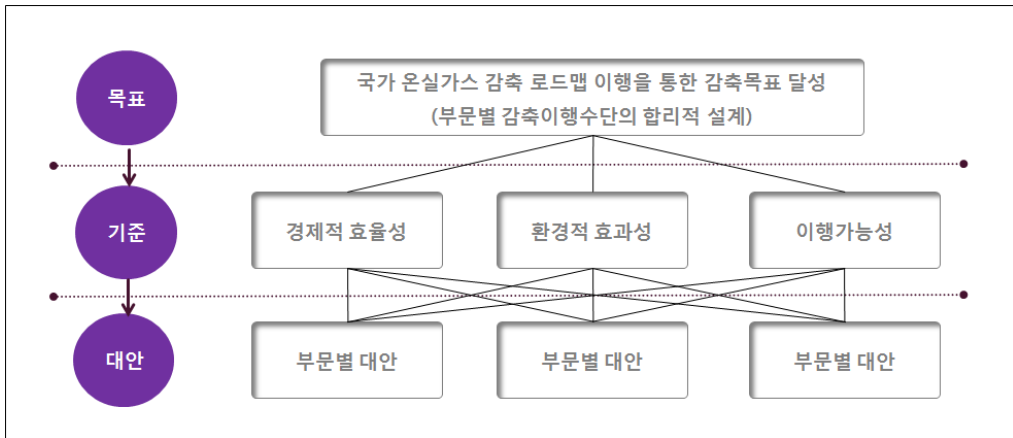 목표
국가 온실가스 감축 로드맵 이행을 통한 감축목표 달성
(부문별 감축이행수단의 합리적 설계)
기준
경제적 효율성
환경적 효과성
이행가능성
대안
부문별 대안
부문별 대안
부문별 대안